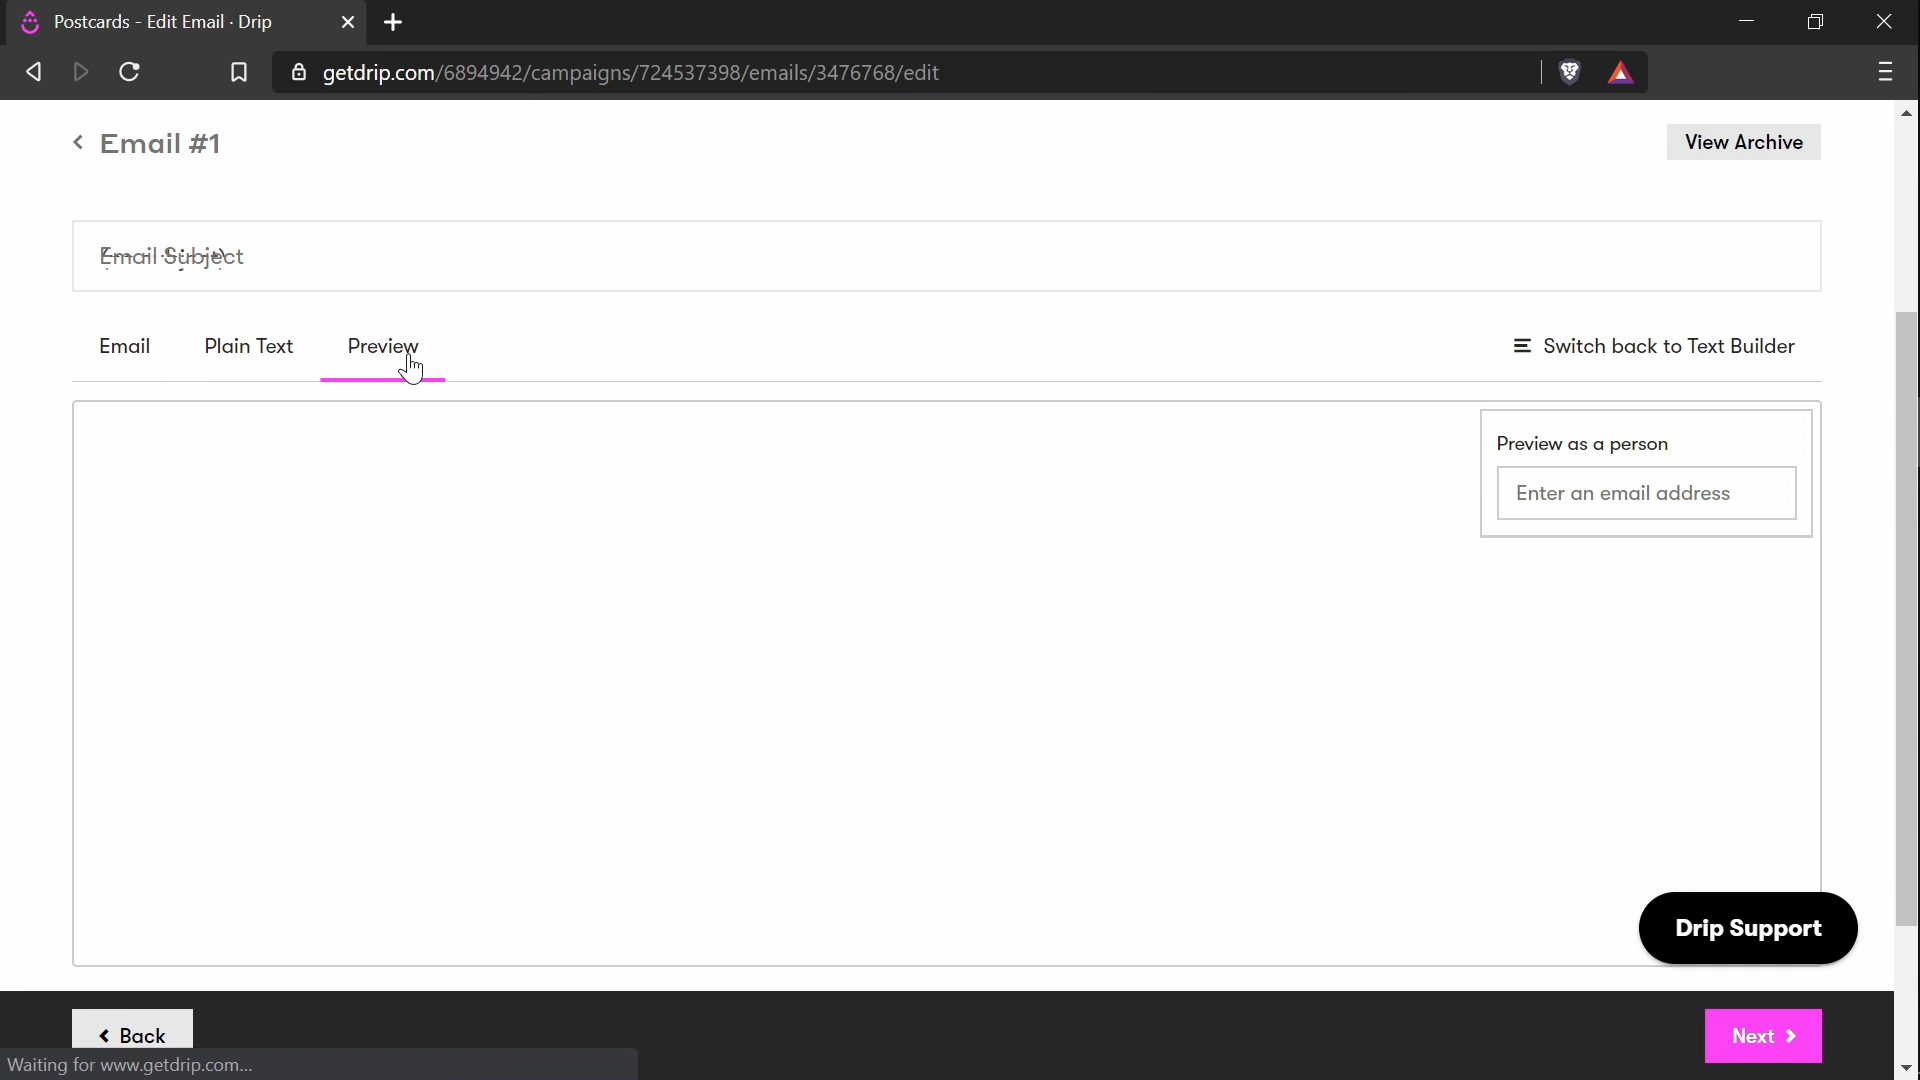 Postcards - Edit Email · Drip
getdrip.com/6894942/campaigns/724537398/emails/3476768/edit
Email #1
View Archive
Email Subject
Email
Plain Text
Preview
Switch back to Text Builder
Preview as a person
Enter an email address
Drip Support
Back
Next
Waiting for www.getdrip.com...